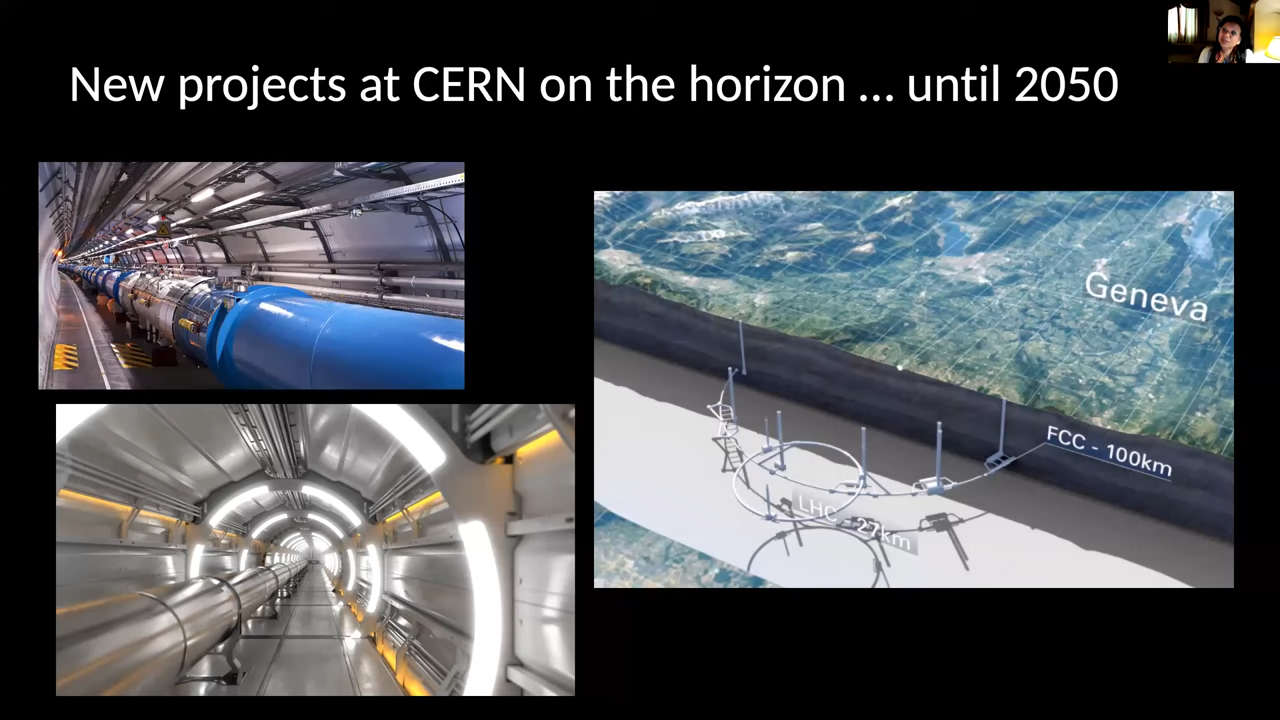 New projects at CERN on the horizon ... until 2050
Geneva
FCC - 100km
LHC - 27km